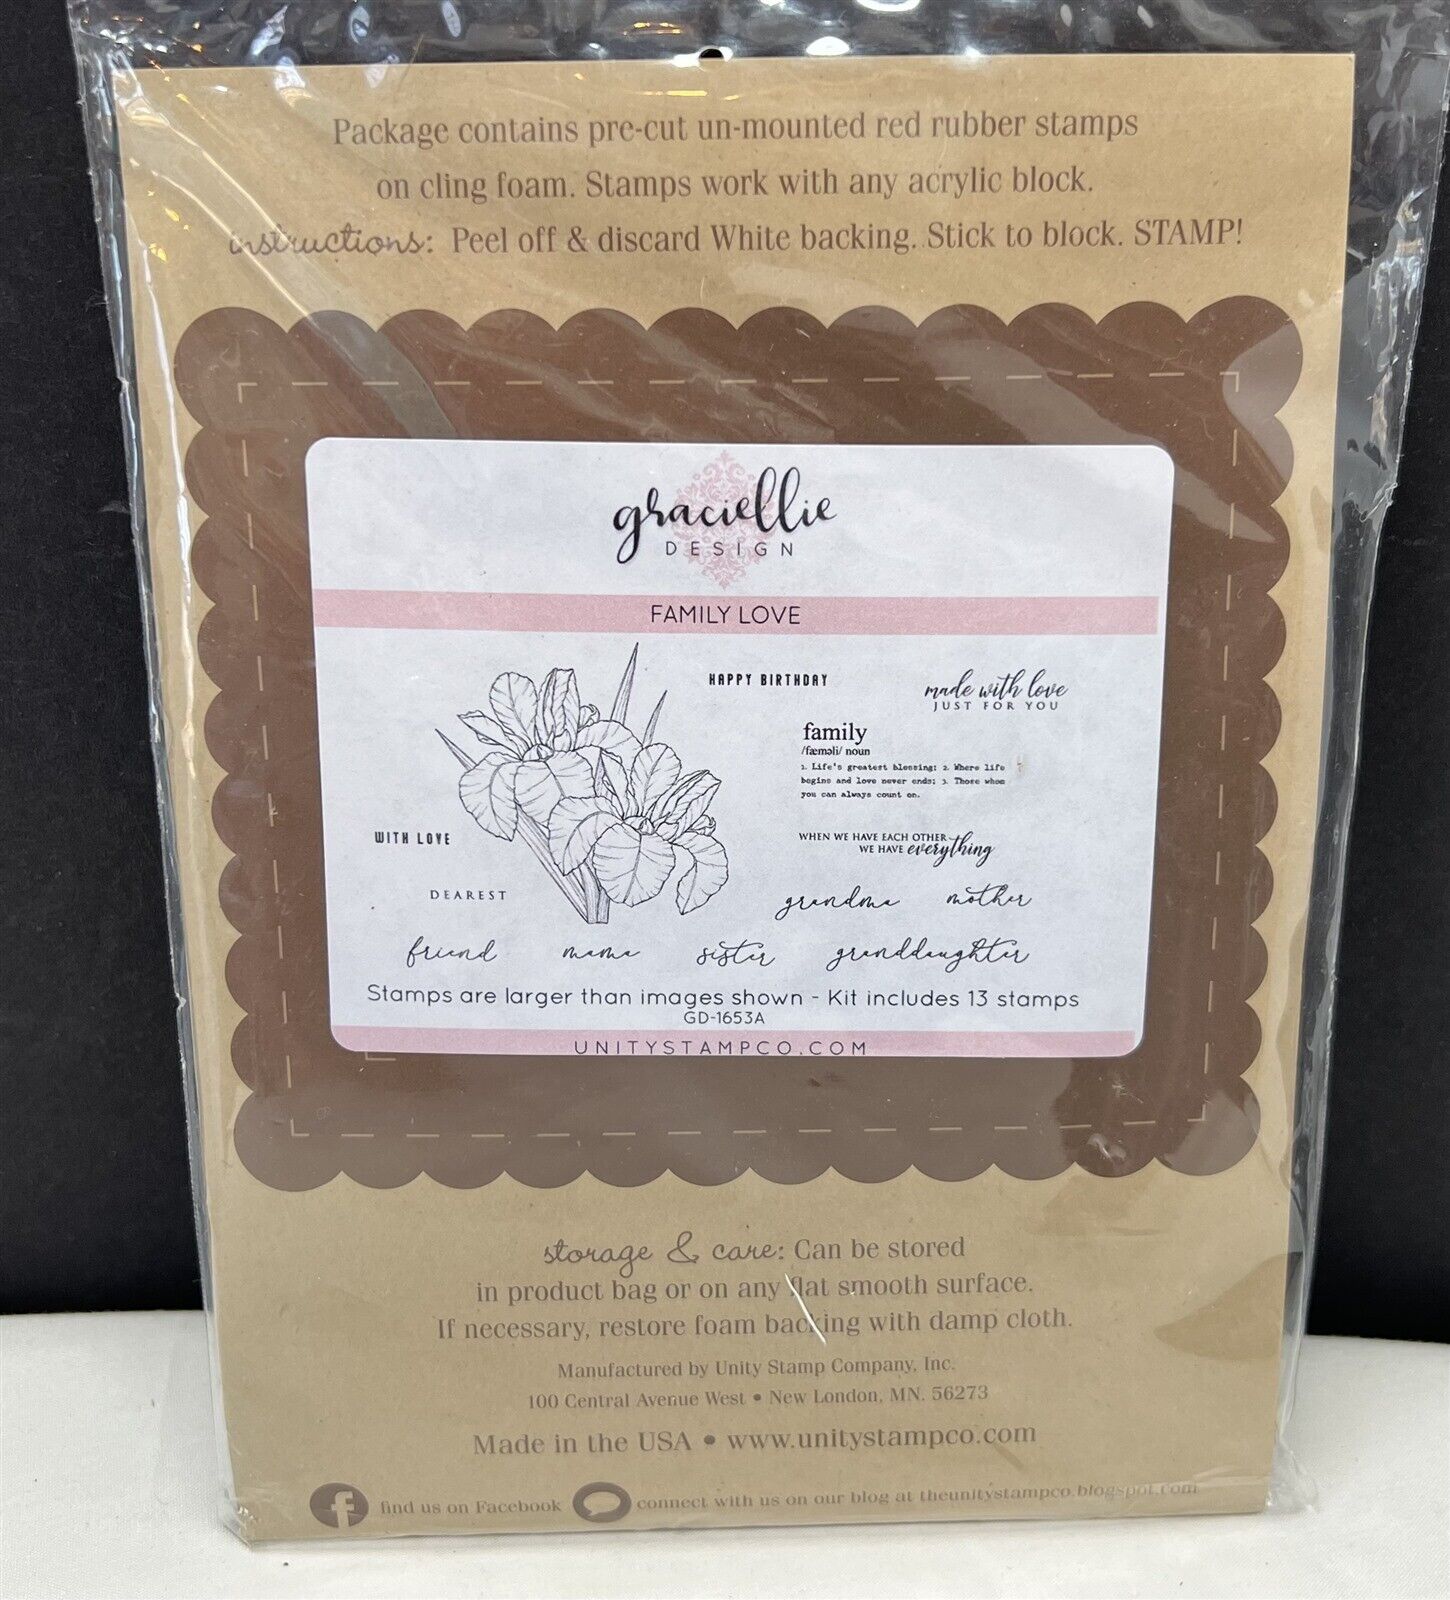 Package contains pre-cut un-mounted red rubber stamps
on cling foam. Stamps work with any acrylic block.
instructions: Peel off & discard White backing. Stick to block. STAMP!
graciellie
DESIGN
FAMILY LOVE
HAPPY BIRTHDAY
made with love
JUST FOR YOU
family
/fæməli/ noun
1. Life's greatest blessing; 2. Where life
begins and love never ends; 3. Those whom
you can always count on.
WITH LOVE
WHEN WE HAVE EACH OTHER
WE HAVE everything
DEAREST
grandma mother
friend mama sister granddaughter
Stamps are larger than images shown - Kit includes 13 stamps
GD-1653A
UNITYSTAMPCO.COM
storage & care: Can be stored
in product bag or on any flat smooth surface.
If necessary, restore foam backing with damp cloth.
Manufactured by Unity Stamp Company, Inc.
100 Central Avenue West • New London, MN. 56273
Made in the USA • www.unitystampco.com
find us on Facebook connect with us on our blog at theunitystampco.blogspot.com